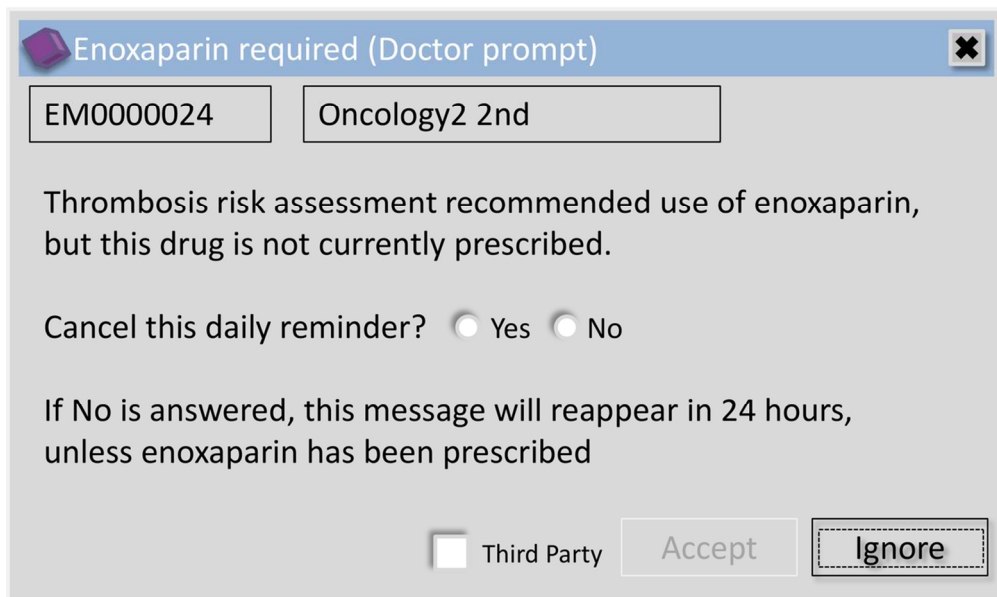 Enoxaparin required (Doctor prompt)
EM0000024 Oncology2 2nd
Thrombosis risk assessment recommended use of enoxaparin,
but this drug is not currently prescribed.
Cancel this daily reminder? Yes No
If No is answered, this message will reappear in 24 hours,
unless enoxaparin has been prescribed
Third Party Accept Ignore